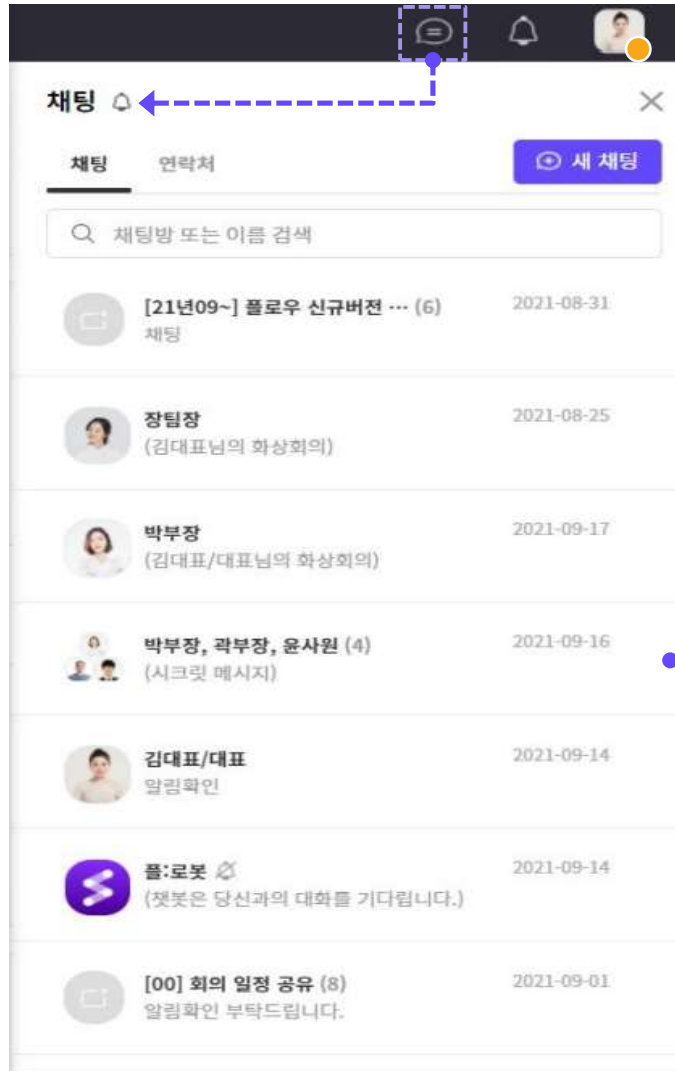 채팅
채팅 연락처 새 채팅
채팅방 또는 이름 검색
[21년09~] 플로우 신규버전 … (6) 2021-08-31
채팅
장팀장 2021-08-25
(김대표님의 화상회의)
박부장 2021-09-17
(김대표/대표님의 화상회의)
박부장, 곽부장, 윤사원 (4) 2021-09-16
(시크릿 메시지)
김대표/대표 2021-09-14
알림확인
플:로봇 2021-09-14
(챗봇은 당신과의 대화를 기다립니다.)
[00] 회의 일정 공유 (8) 2021-09-01
알림확인 부탁드립니다.